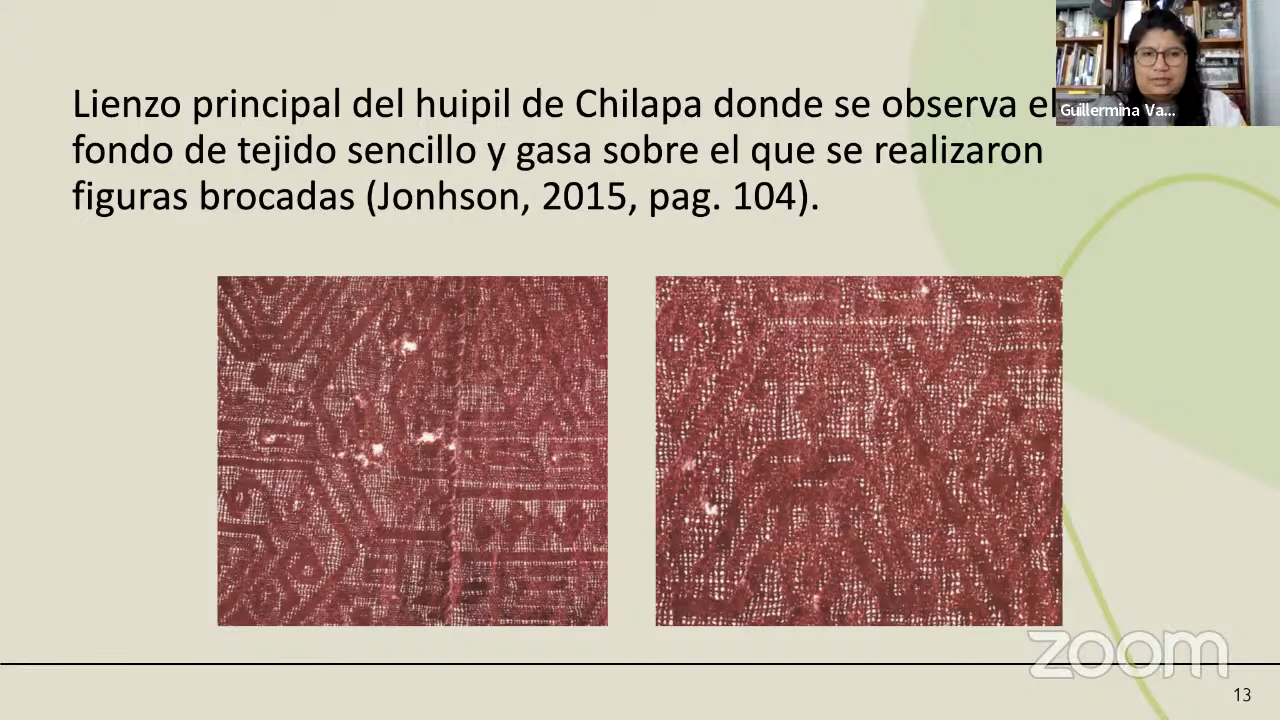 Lienzo principal del huipil de Chilapa donde se observa el
fondo de tejido sencillo y gasa sobre el que se realizaron
figuras brocadas (Jonhson, 2015, pag. 104).
Guillermina Va...
zoom
13